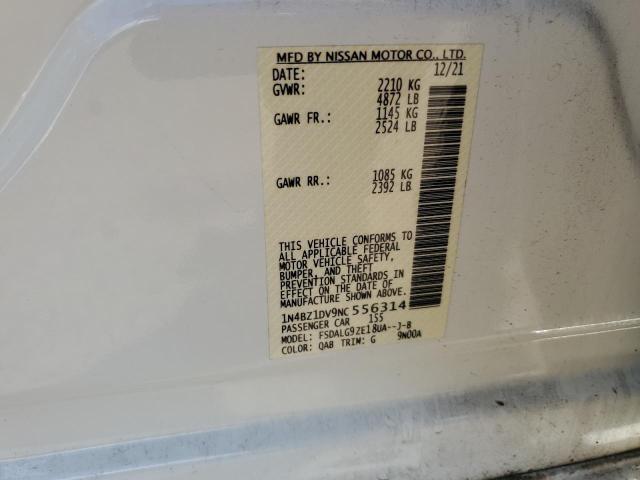 MFD BY NISSAN MOTOR CO., LTD.
DATE: 12/21
GVWR: 2210 KG
4872 LB
GAWR FR.: 1145 KG
2524 LB
GAWR RR.: 1085 KG
2392 LB
THIS VEHICLE CONFORMS TO
ALL APPLICABLE FEDERAL
MOTOR VEHICLE SAFETY,
BUMPER, AND THEFT
PREVENTION STANDARDS IN
EFFECT ON THE DATE OF
MANUFACTURE SHOWN ABOVE.
1N4BZ1DV9NC556314
PASSENGER CAR 155
MODEL: FSDALG9ZE18UA--J-B
COLOR: QAB TRIM: G 9N00A